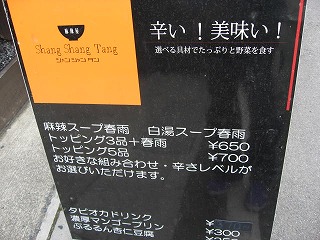 麻辣屋
Shang Shang Tang
シャンシャンタン
辛い!美味い!
選べる具材でたっぷりと野菜を食す
麻辣スープ春雨 白湯スープ春雨
トッピング3品+春雨 ¥650
トッピング5品 ¥700
お好きな組み合わせ・辛さレベルが
お選びいただけます。
タピオカドリンク ¥
濃厚マンゴープリン ¥300
ぷるるん杏仁豆腐